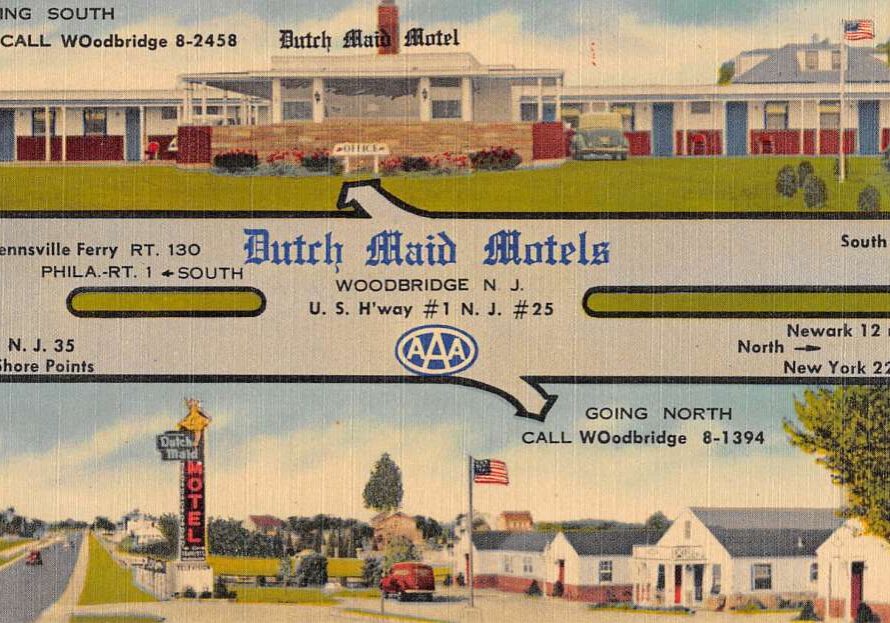 ING SOUTH
CALL WOodbridge 8-2458
Dutch Maid Motel
OFFICE
ennsville Ferry RT. 130
PHILA.-RT. 1 ← SOUTH
Dutch Maid Motels
WOODBRIDGE N J.
U. S. H'way #1 N. J. #25
South
N. J. 35
Shore Points
AAA
Newark 12
North →
New York 22
GOING NORTH
CALL WOodbridge 8-1394
Dutch
Maid
MOTEL